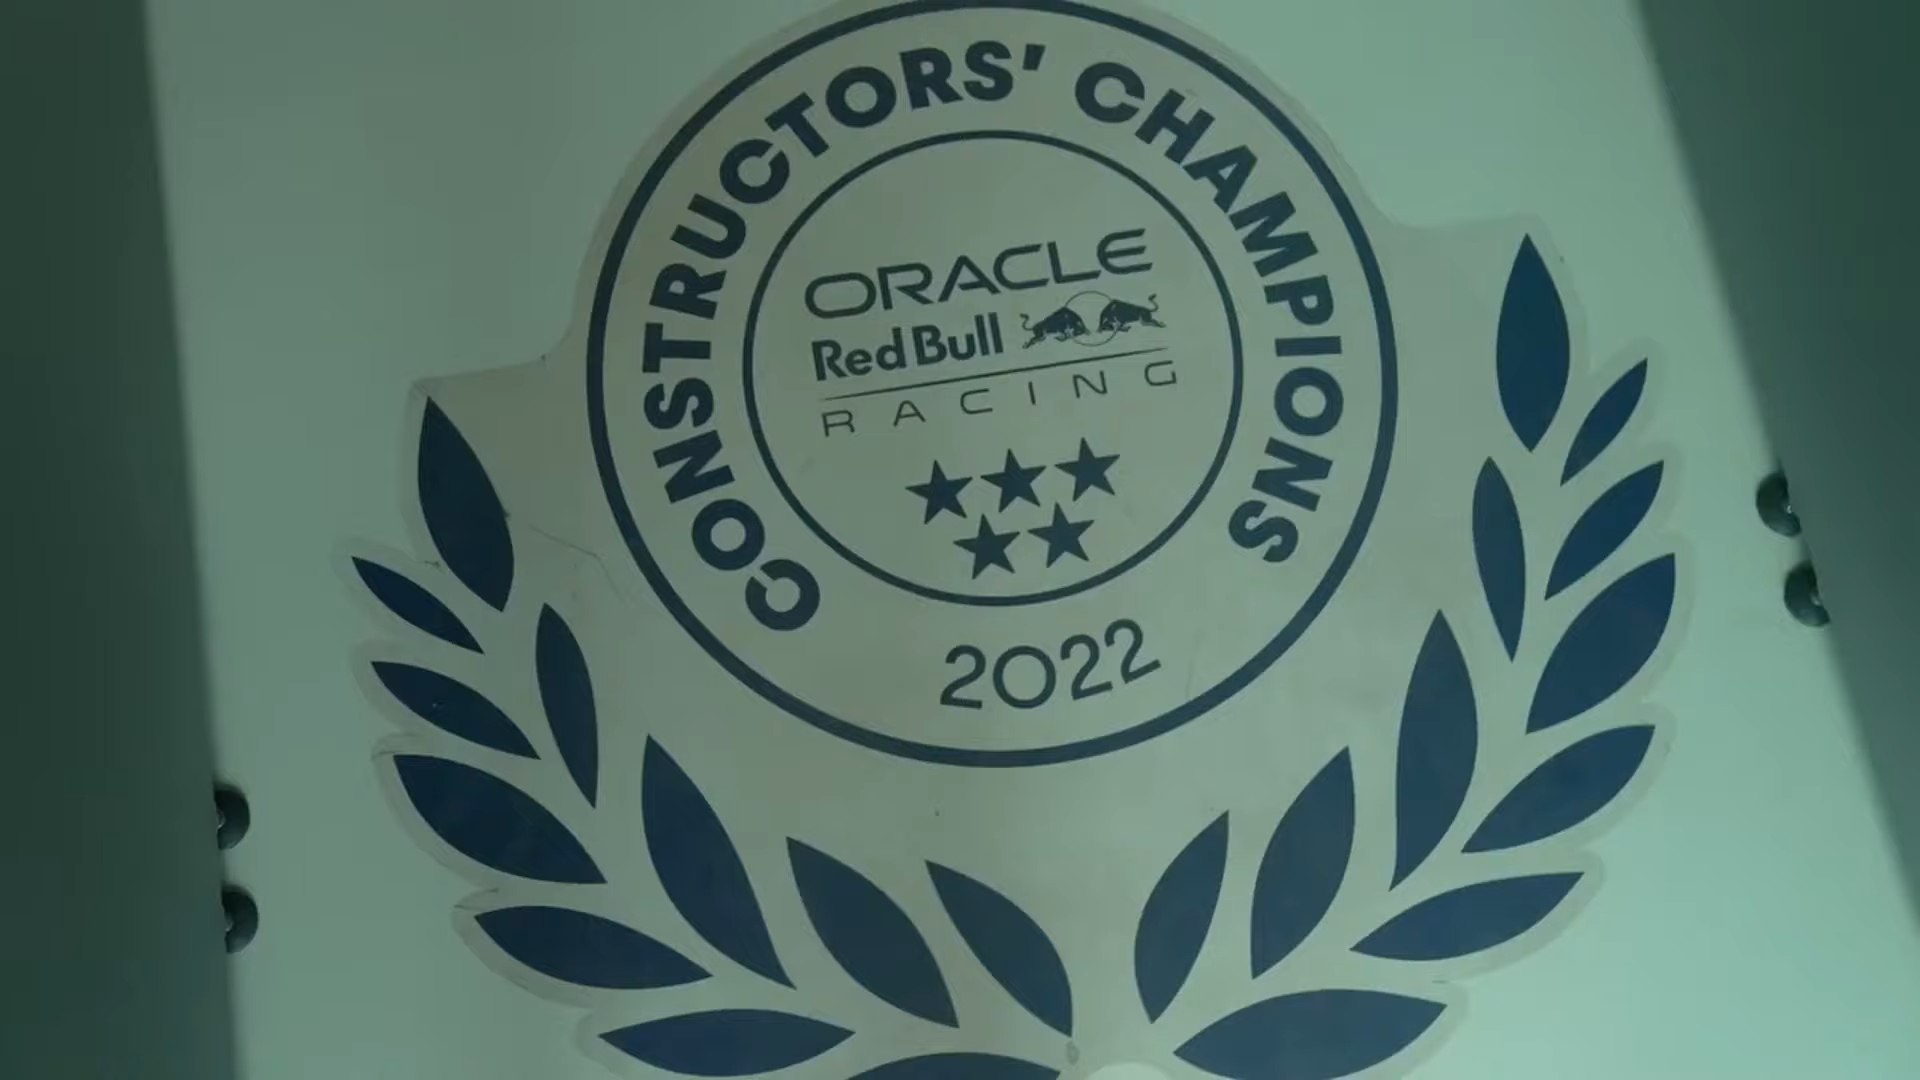 CONSTRUCTORS' CHAMPIONS
ORACLE
Red Bull
RACING
2022